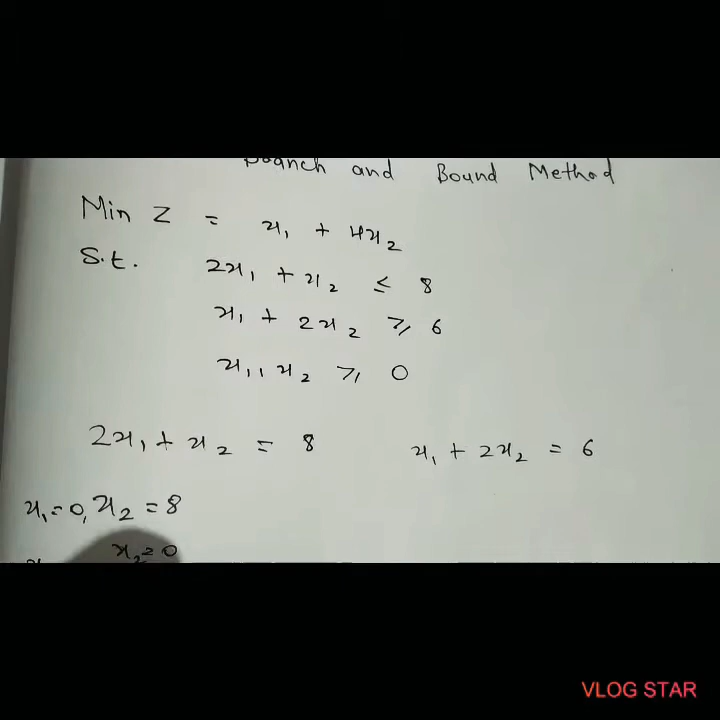 Branch and Bound Method
Min Z = x₁ + 4x₂
S.t. 2x₁ + x₂ ≤ 8
x₁ + 2x₂ ≥ 6
x₁, x₂ ≥ 0
2x₁ + x₂ = 8 x₁ + 2x₂ = 6
x₁ = 0, x₂ = 8
x₂ = 0
VLOG STAR